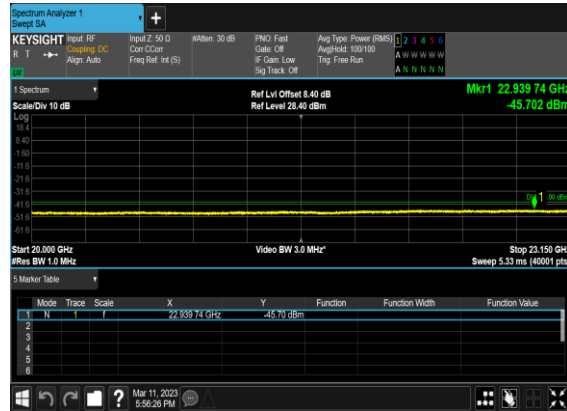 Spectrum Analyzer 1
Swept SA
KEYSIGHT Input: RF Input Z: 50 Ω #Atten: 30 dB PNO: Fast Avg Type: Power (RMS) 1 2 3 4 5 6
R T Coupling: DC Corr CCorr Gate: Off Avg|Hold: 100/100 A W W W W W
Align: Auto Freq Ref: Int (S) IF Gain: Low Trig: Free Run
Sig Track: Off A N N N N N
1 Spectrum Ref Lvl Offset 8.40 dB Mkr1 22.939 74 GHz
Scale/Div 10 dB Ref Level 28.40 dBm -45.702 dBm
Log
18.4
8.40
-1.60
-11.6
-21.6
-31.6
1
-41.6
-51.6
-61.6
Start 20.000 GHz Video BW 3.0 MHz* Stop 23.150 GHz
#Res BW 1.0 MHz Sweep 5.33 ms (40001 pts
5 Marker Table
Mode Trace Scale X Y Function Function Width Function Value
1 N 1 f 22.939 74 GHz -45.70 dBm
2
3
4
5
6
Mar 11, 2023
5:56:26 PM